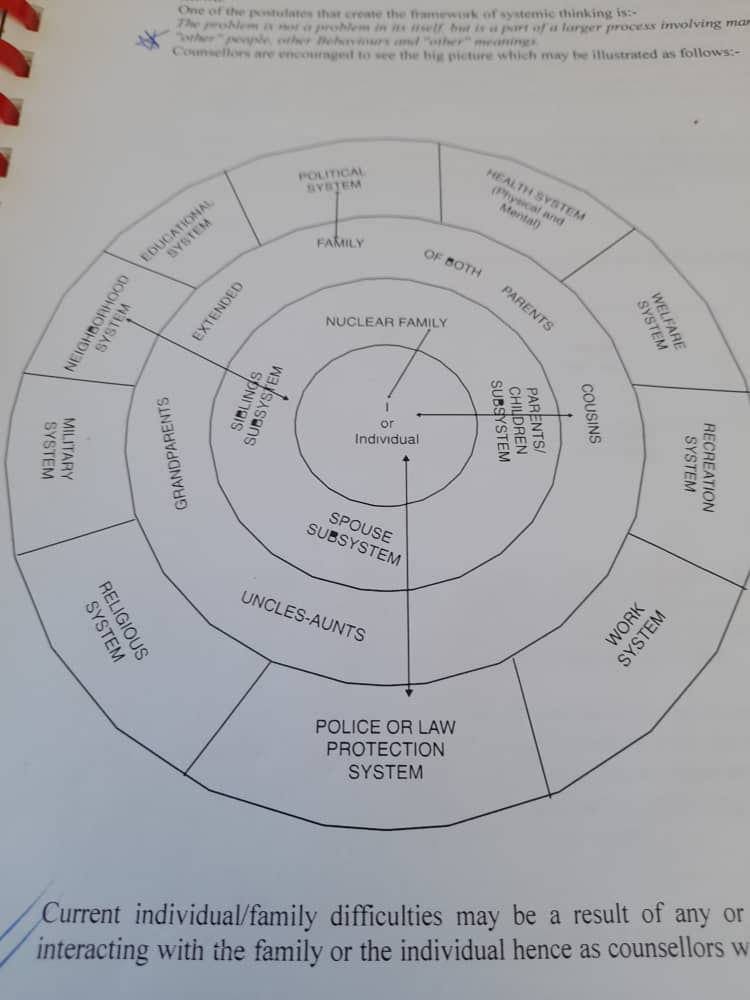 One of the postulates that create the framework of systemic thinking is:-
The problem is not a problem in its itself, but is a part of a larger process involving
"other" people, other Behaviours and "other" meanings.
Counsellors are encouraged to see the big picture which may be illustrated as follows:-
POLITICAL
SYSTEM
HEALTH SYSTEM
(Physical and
Mental)
EDUCATIONAL
SYSTEM
FAMILY
OF BOTH
PARENTS
EXTENDED
NEIGHBORHOOD
SYSTEM
WELFARE
SYSTEM
NUCLEAR FAMILY
SIBLINGS
SUBSYSTEM
PARENTS/
CHILDREN
SUBSYSTEM
COUSINS
I
or
Individual
GRANDPARENTS
MILITARY
SYSTEM
RECREATION
SYSTEM
SPOUSE
SUBSYSTEM
UNCLES-AUNTS
RELIGIOUS
SYSTEM
WORK
SYSTEM
POLICE OR LAW
PROTECTION
SYSTEM
Current individual/family difficulties may be a result of any or
interacting with the family or the individual hence as counsellors